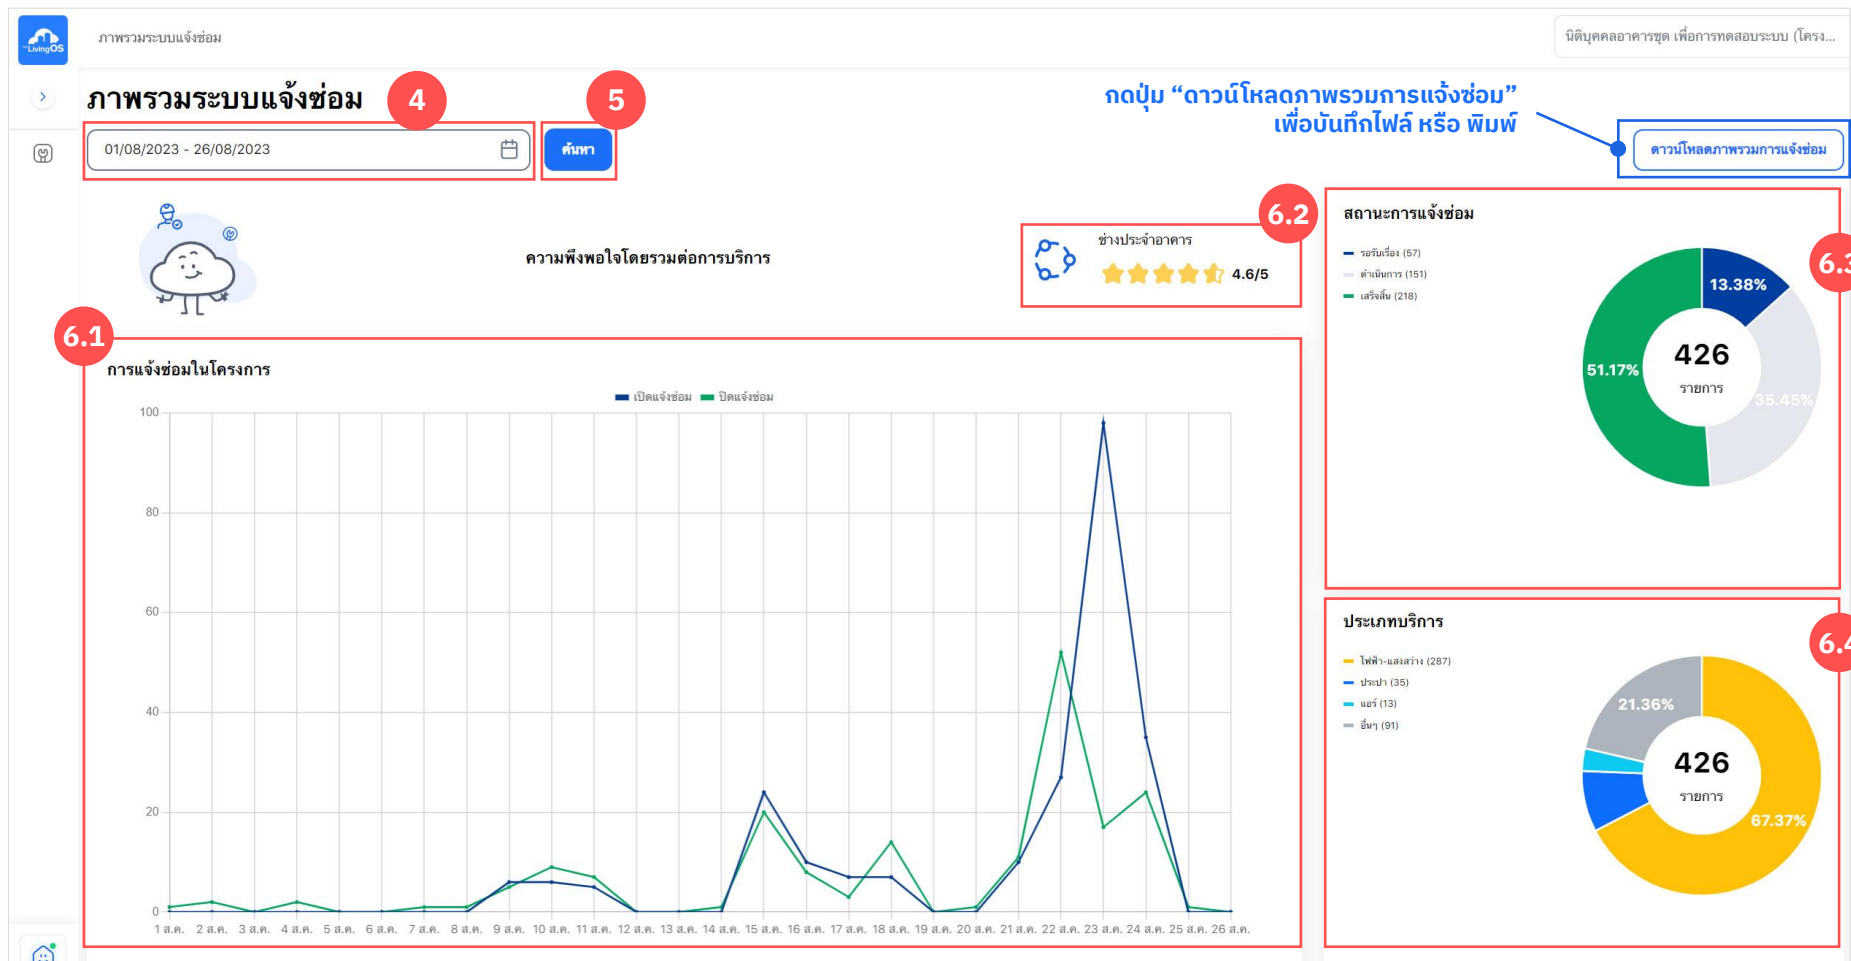 LivingOS
ภาพรวมระบบแจ้งซ่อม
นิติบุคคลอาคารชุด เพื่อการทดสอบระบบ (โครง...
ภาพรวมระบบแจ้งซ่อม
4
5
กดปุ่ม “ดาวน์โหลดภาพรวมการแจ้งซ่อม”
เพื่อบันทึกไฟล์ หรือ พิมพ์
01/08/2023 - 26/08/2023
ค้นหา
ดาวน์โหลดภาพรวมการแจ้งซ่อม
ความพึงพอใจโดยรวมต่อการบริการ
6.2
ช่างประจำอาคาร
4.6/5
สถานะการแจ้งซ่อม
6.3
รอรับเรื่อง (57)
ดำเนินการ (151)
เสร็จสิ้น (218)
13.38%
51.17%
35.45%
426
รายการ
6.1
การแจ้งซ่อมในโครงการ
เปิดแจ้งซ่อม ปิดแจ้งซ่อม
100
80
60
40
20
0
1 ส.ค. 2 ส.ค. 3 ส.ค. 4 ส.ค. 5 ส.ค. 6 ส.ค. 7 ส.ค. 8 ส.ค. 9 ส.ค. 10 ส.ค. 11 ส.ค. 12 ส.ค. 13 ส.ค. 14 ส.ค. 15 ส.ค. 16 ส.ค. 17 ส.ค. 18 ส.ค. 19 ส.ค. 20 ส.ค. 21 ส.ค. 22 ส.ค. 23 ส.ค. 24 ส.ค. 25 ส.ค. 26 ส.ค.
ประเภทบริการ
6.4
ไฟฟ้า-แสงสว่าง (287)
ประปา (35)
แอร์ (13)
อื่นๆ (91)
21.36%
67.37%
426
รายการ